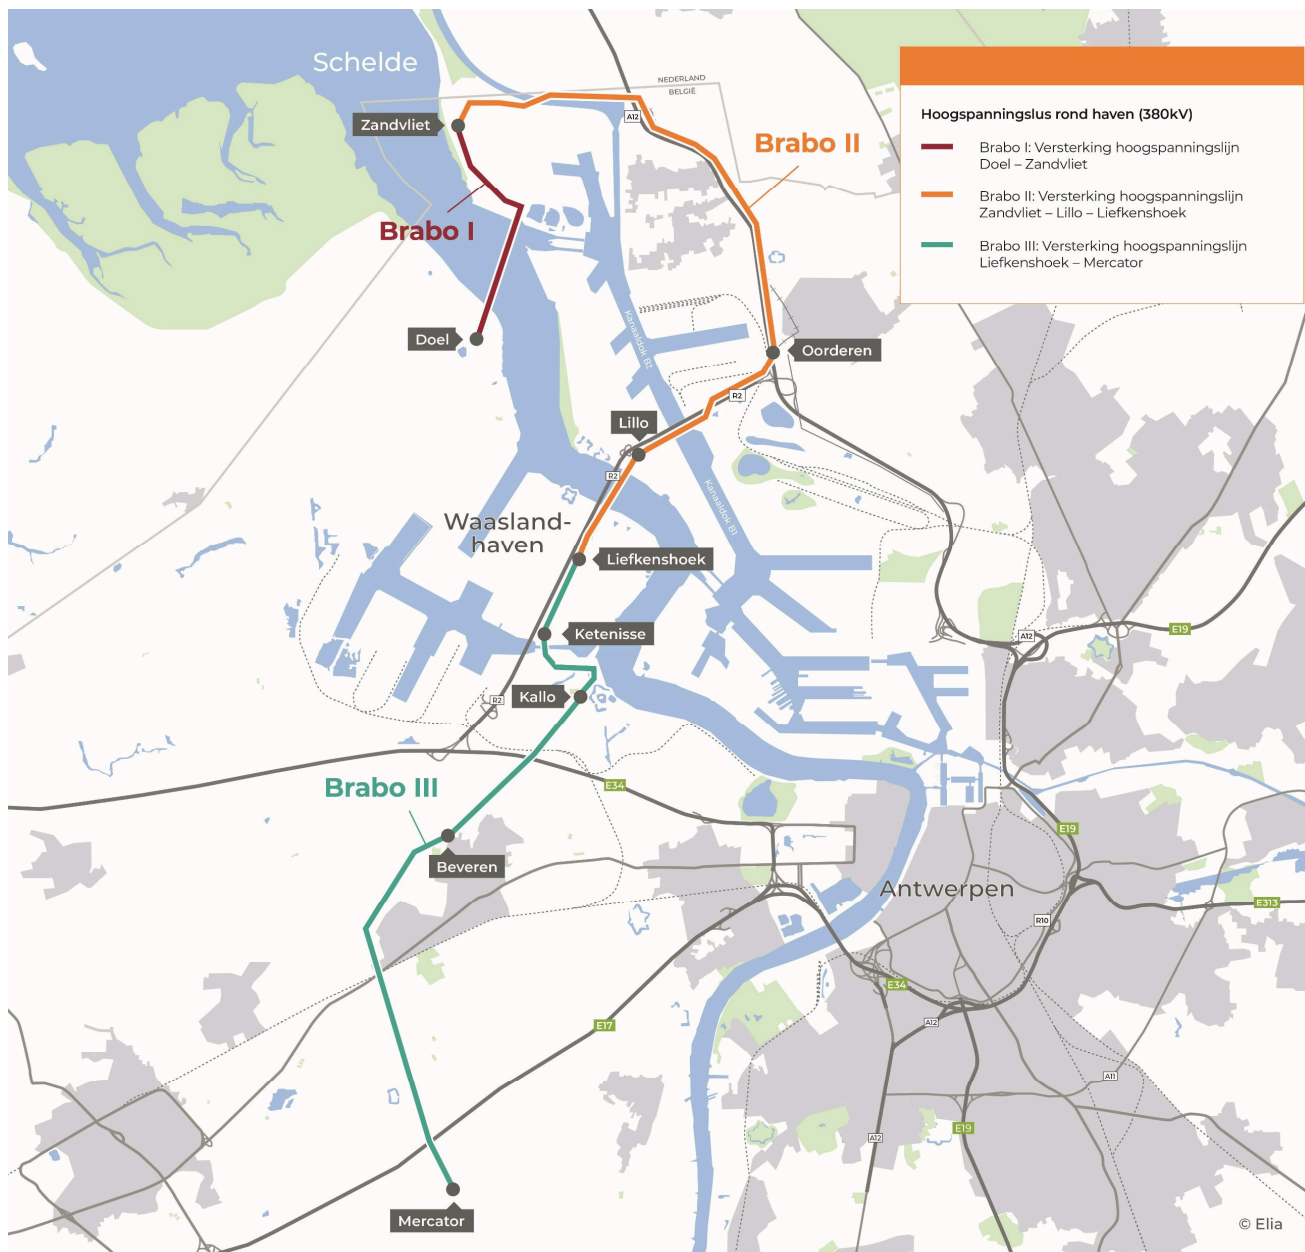 Schelde
NEDERLAND
BELGIË
A12
Zandvliet
Brabo II
Brabo I
Hoogspanningslus rond haven (380kV)
Brabo I: Versterking hoogspanningslijn
Doel – Zandvliet
Brabo II: Versterking hoogspanningslijn
Zandvliet – Lillo – Liefkenshoek
Brabo III: Versterking hoogspanningslijn
Liefkenshoek – Mercator
Doel
Kanaaldok B2
Oorderen
R2
Lillo
R2
Kanaaldok B1
Waasland-
haven
Liefkenshoek
Ketenisse
A12
E19
Kallo
R2
Brabo III
E34
E19
Beveren
Antwerpen
E313
R10
E34
E17
A12
A11
E19
A12
Mercator
© Elia